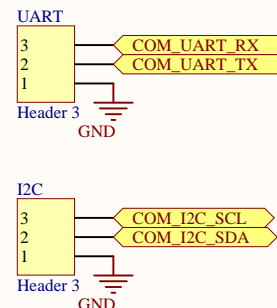 UART
3 COM_UART_RX
2 COM_UART_TX
1
Header 3
GND
I2C
3 COM_I2C_SCL
2 COM_I2C_SDA
1
Header 3
GND